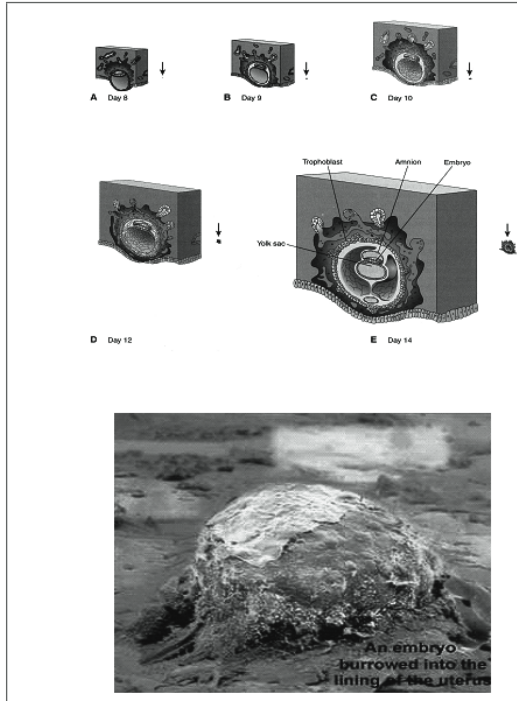 A Day 8
B Day 9
C Day 10
Trophoblast
Amnion
Embryo
Yolk sac
D Day 12
E Day 14
An embryo
burrowed into the
lining of the uterus